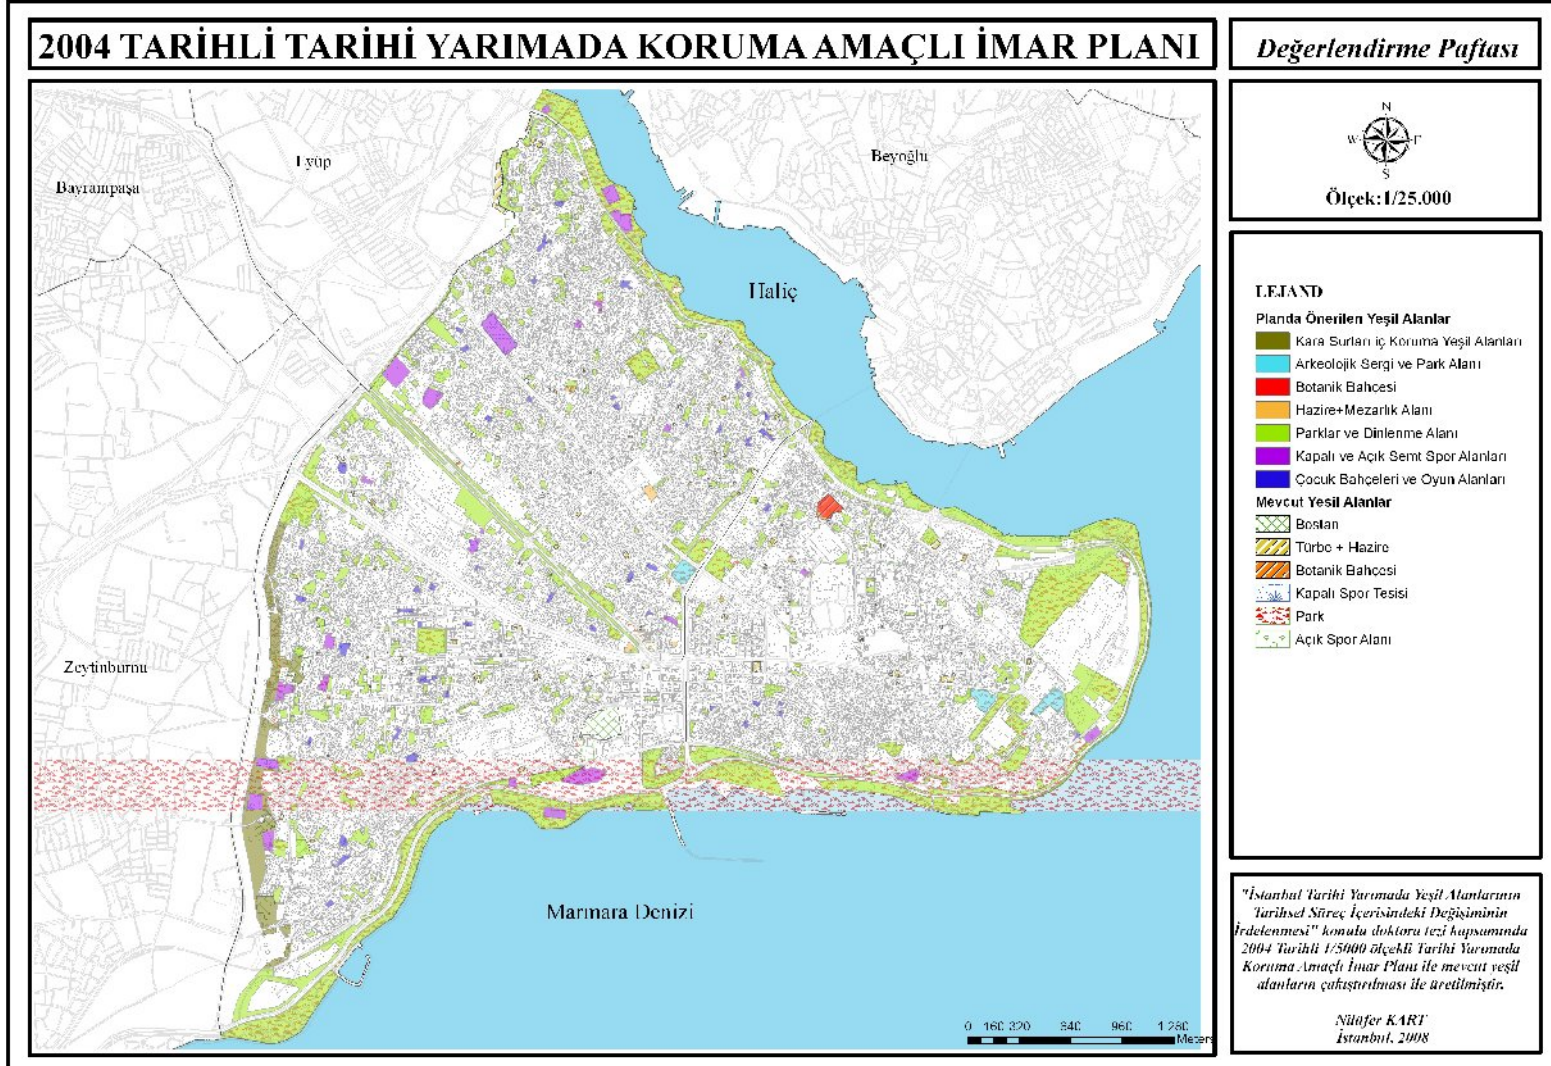 2004 TARİHLİ TARİHİ YARIMADA KORUMA AMAÇLI İMAR PLANI
Değerlendirme Paftası
N
W
S
Ölçek:1/25.000
Eyüp
Beyoğlu
Bayrampaşa
Haliç
Zeytinburnu
Marmara Denizi
LEJAND
Planda Önerilen Yeşil Alanlar
Kara Surları iç Koruma Yeşil Alanları
Arkeolojik Sergi ve Park Alanı
Botanik Bahçesi
Hazire+Mezarlık Alanı
Parklar ve Dinlenme Alanı
Kapalı ve Açık Semt Spor Alanları
Çocuk Bahçeleri ve Oyun Alanları
Mevcut Yesil Alanlar
Bostan
Türbe + Hazire
Botanik Bahçesi
Kapalı Spor Tesisi
Park
Açık Spor Alanı
"İstanbul Tarihi Yarımada Yeşil Alanlarının
Tarihsel Süreç İçerisindeki Değişiminin
İrdelenmesi" konulu doktora tezi kapsamında
2004 Tarihli 1/5000 ölçekli Tarihi Yarımada
Koruma Amaçlı İmar Planı ile mevcut yeşil
alanların çakıştırılması ile üretilmiştir.
Nilüfer KART
İstanbul, 2008
0 160 320 640 960 1 280
Meters